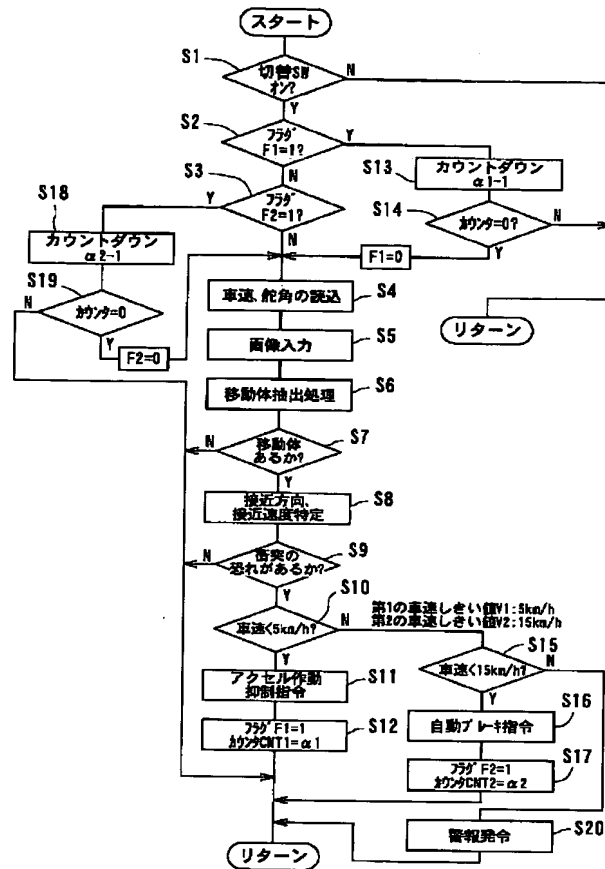 スタート
S1
切替SW
オン?
N
Y
S2
フラグ
F1=1?
Y
N
S13
カウントダウン
α1-1
S3
フラグ
F2=1?
Y
N
S14
カウンタ=0?
N
Y
F1=0
S18
カウントダウン
α2-1
S19
カウンタ=0
N
Y
F2=0
リターン
車速、舵角の読込
S4
画像入力
S5
移動体抽出処理
S6
移動体
あるか?
S7
N
Y
接近方向、
接近速度特定
S8
衝突の
恐れがあるか?
S9
N
Y
S10
車速<5km/h?
N
Y
第1の車速しきい値V1:5km/h
第2の車速しきい値V2:15km/h
S15
車速<15km/h?
N
Y
アクセル作動
抑制指令
S11
自動ブレーキ指令
S16
フラグF1=1
カウンタCNT1=α1
S12
フラグF2=1
カウンタCNT2=α2
S17
警報発令
S20
リターン